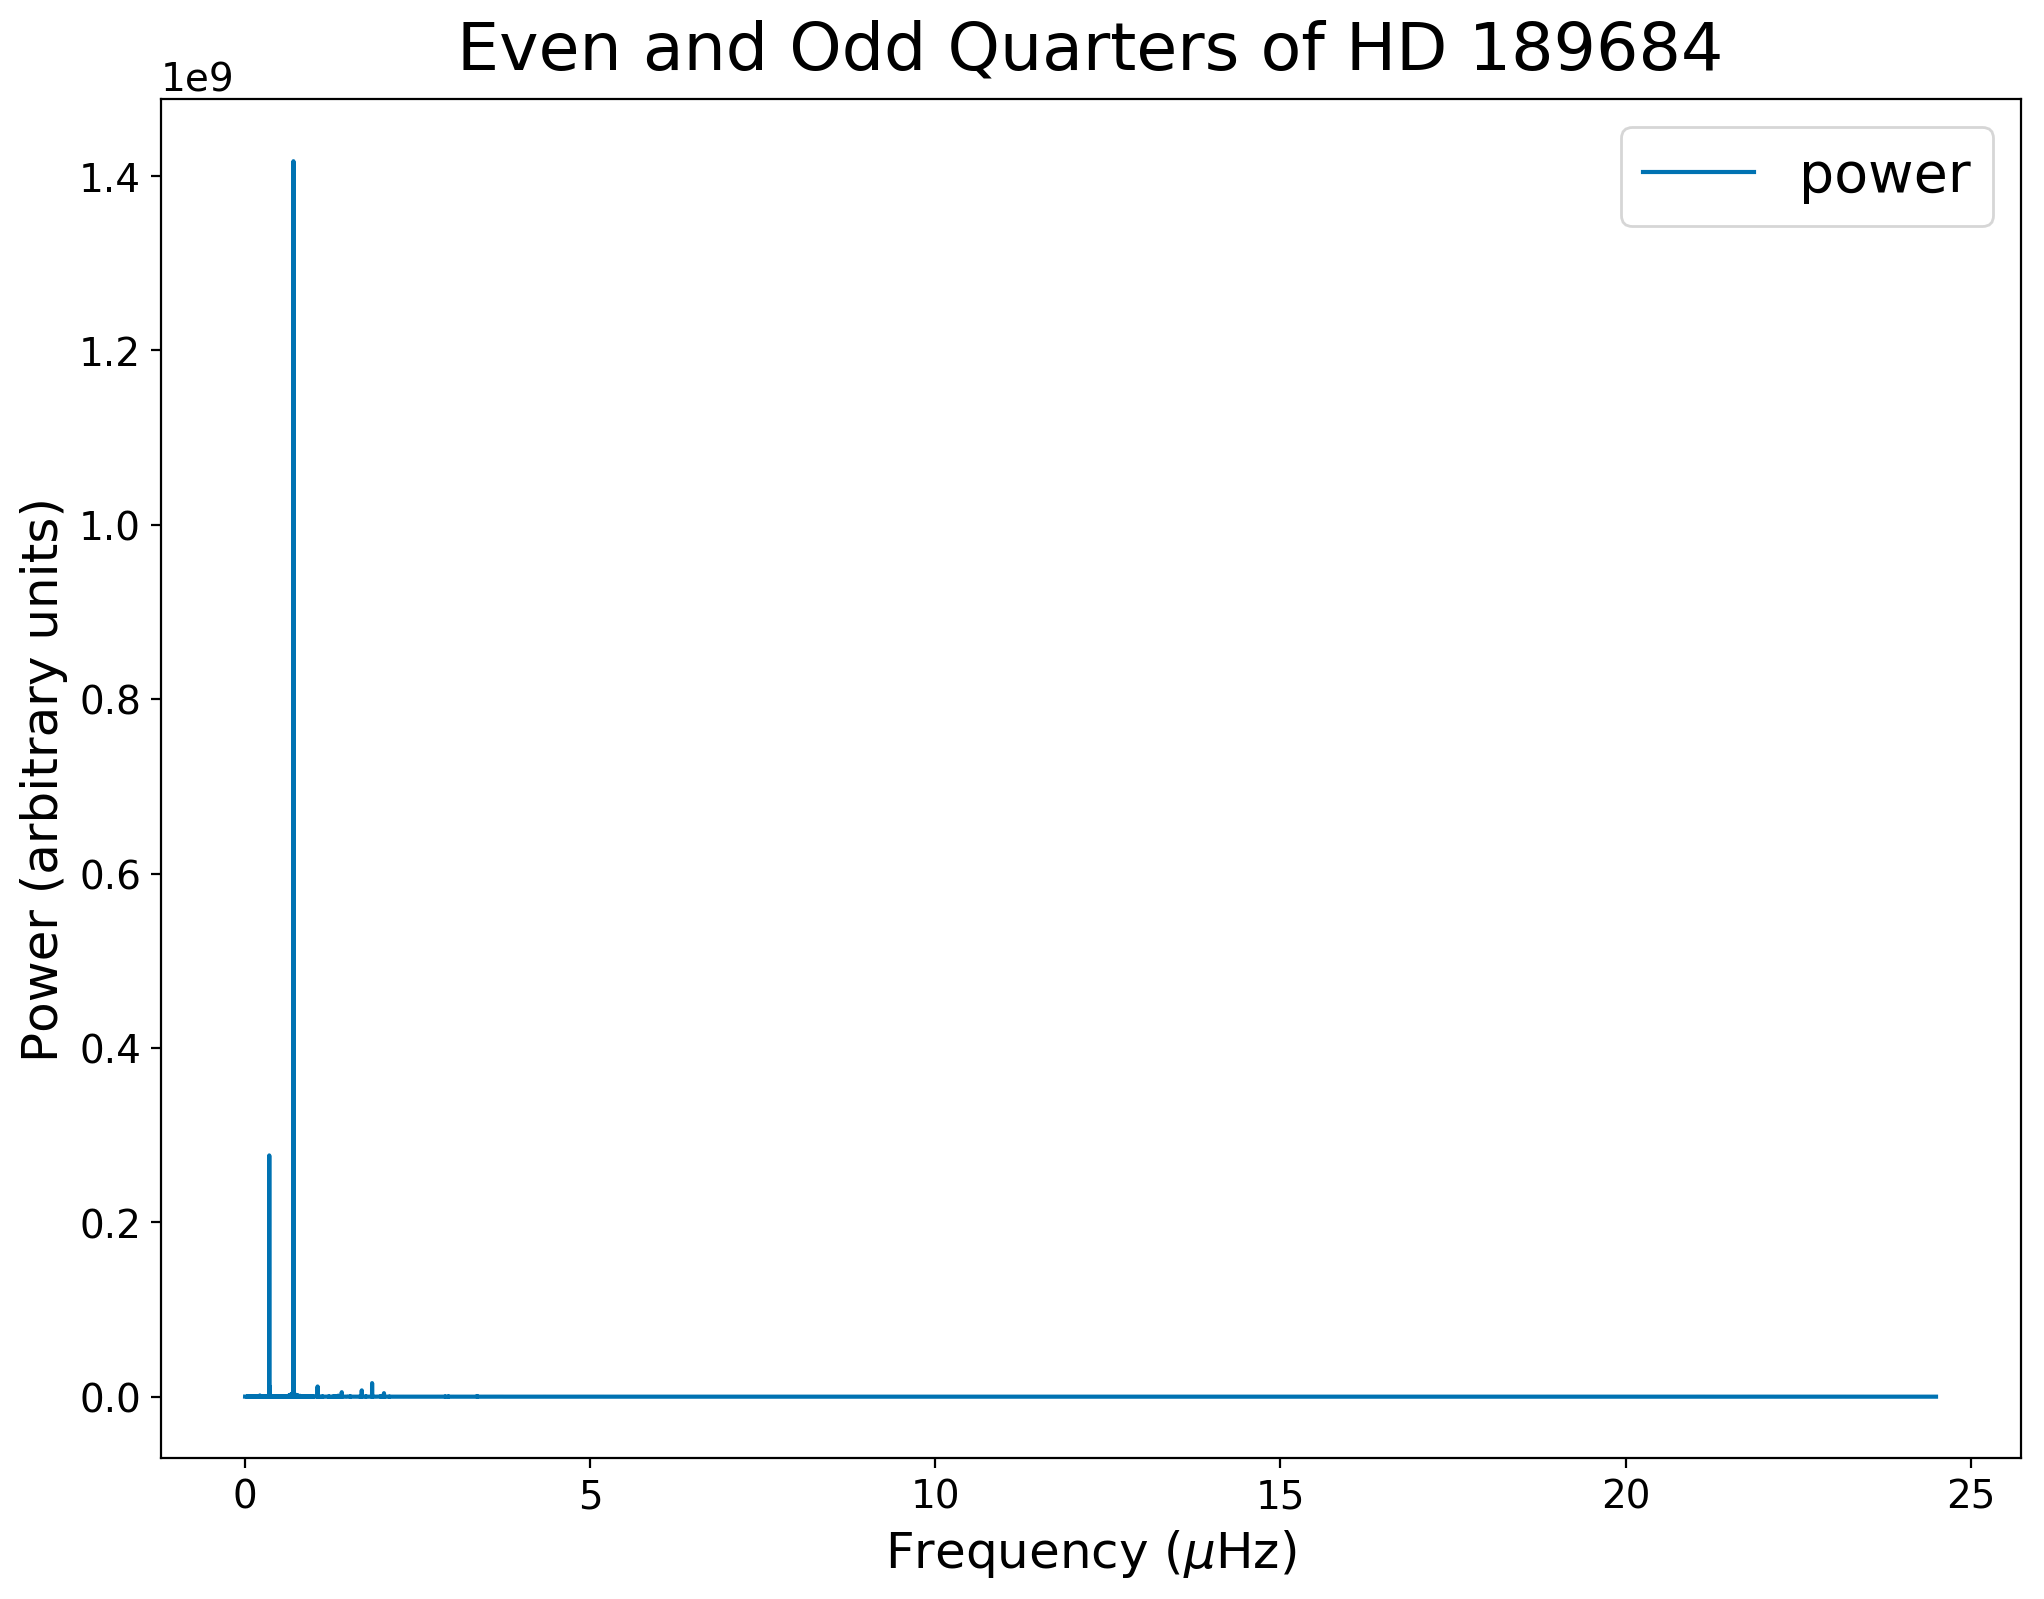 Even and Odd Quarters of HD 189684
1e9
power
1.4
1.2
1.0
0.8
0.6
0.4
0.2
0.0
Power (arbitrary units)
0 5 10 15 20 25
Frequency (μHz)